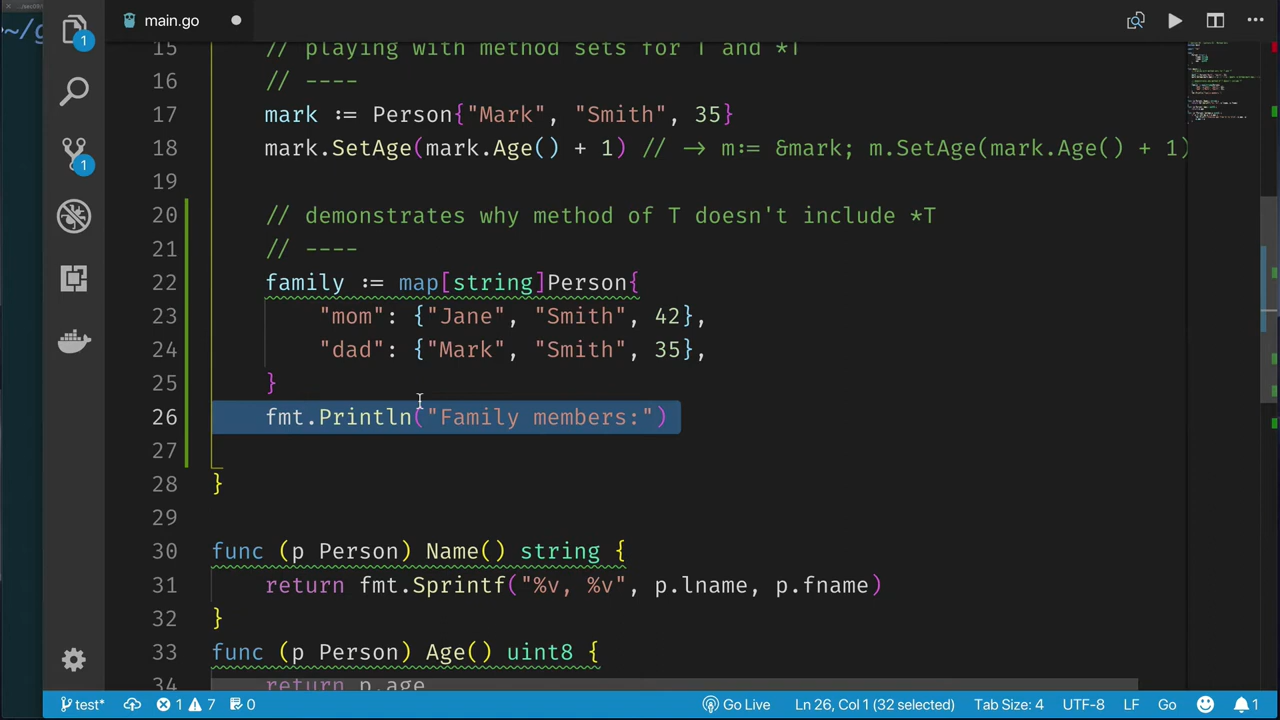 main.go
15 // playing with method sets for T and *T
16 // ----
17 mark := Person{"Mark", "Smith", 35}
18 mark.SetAge(mark.Age() + 1) // → m:= &mark; m.SetAge(mark.Age() + 1)
19
20 // demonstrates why method of T doesn't include *T
21 // ----
22 family := map[string]Person{
23 "mom": {"Jane", "Smith", 42},
24 "dad": {"Mark", "Smith", 35},
25 }
26 fmt.Println("Family members:")
27
28 }
29
30 func (p Person) Name() string {
31 return fmt.Sprintf("%v, %v", p.lname, p.fname)
32 }
33 func (p Person) Age() uint8 {
34 return p.age
1
1
~/g
test* 1 7 0 Go Live Ln 26, Col 1 (32 selected) Tab Size: 4 UTF-8 LF Go 1